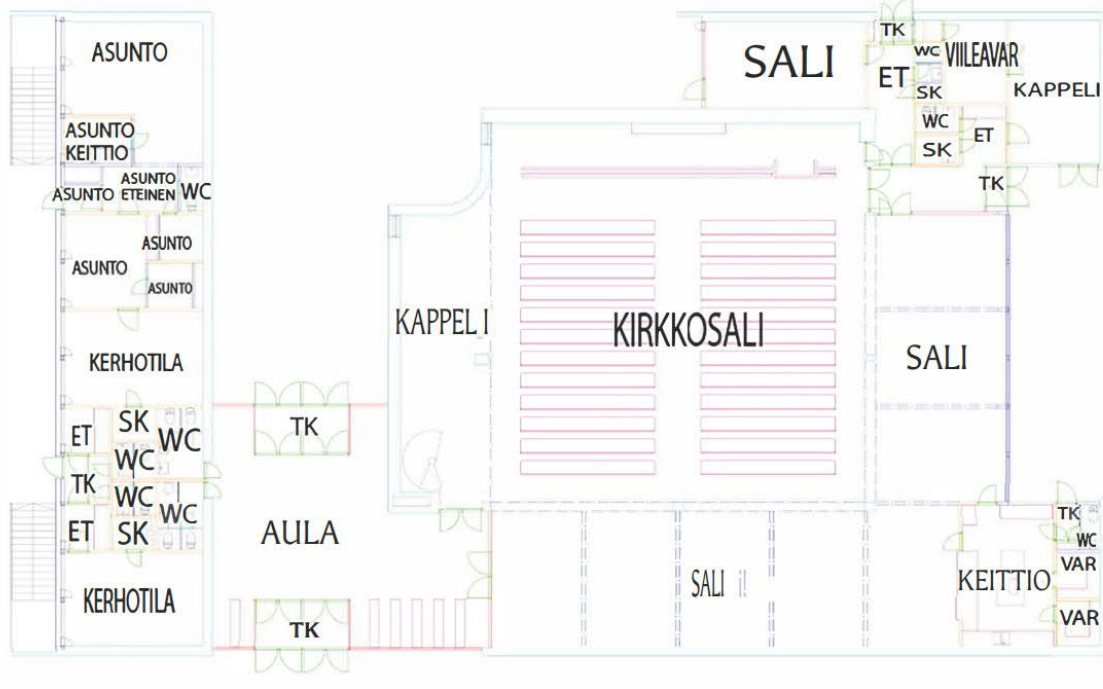 ASUNTO
ASUNTO
KEITTIO
ASUNTO
ASUNTO
ETEINEN
WC
ASUNTO
ASUNTO
ASUNTO
KERHOTILA
ET
SK
WC
WC
TK
WC
WC
ET
SK
KERHOTILA
TK
AULA
TK
KAPPEL I
KIRKKOSALI
SALI
TK
ET
WC
SK
VIILEAVAR
KAPPELI
WC
SK
ET
TK
SALI
SALI
KEITTIO
TK
WC
VAR
VAR